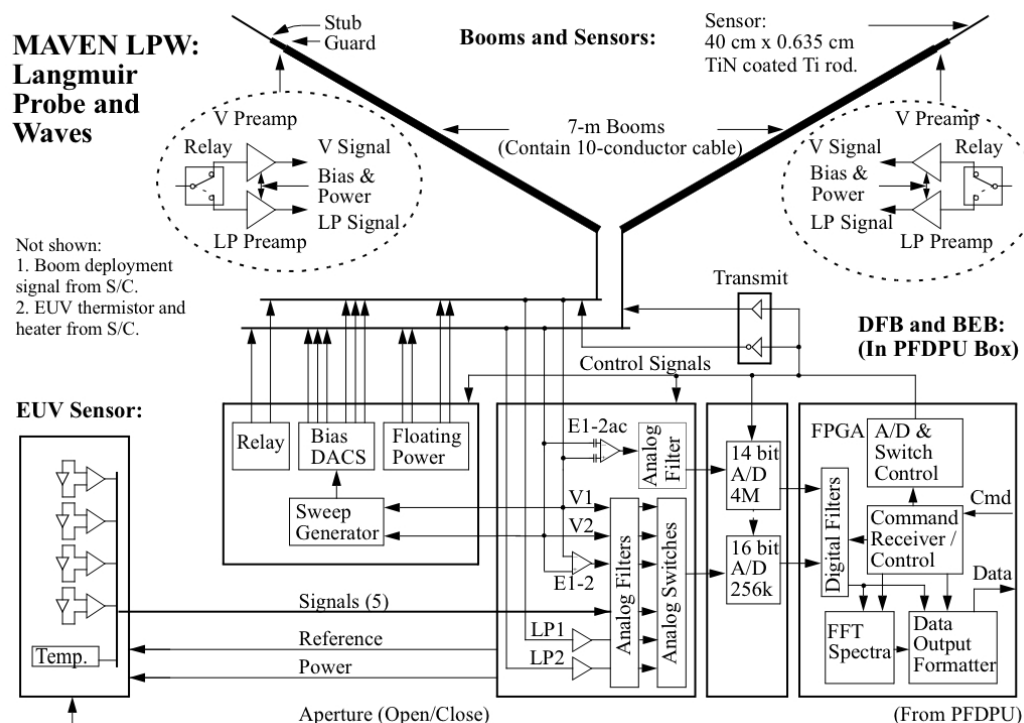 MAVEN LPW:
Langmuir
Probe and
Waves
Stub
Guard
Booms and Sensors:
Sensor:
40 cm x 0.635 cm
TiN coated Ti rod.
V Preamp
Relay
V Signal
Bias &
Power
LP Signal
LP Preamp
7-m Booms
(Contain 10-conductor cable)
V Preamp
V Signal
Relay
Bias &
Power
LP Signal
LP Preamp
Not shown:
1. Boom deployment
signal from S/C.
2. EUV thermistor and
heater from S/C.
Transmit
DFB and BEB:
(In PFDPU Box)
Control Signals
EUV Sensor:
Relay
Bias
DACS
Floating
Power
Sweep
Generator
E1-2ac
Analog
Filter
V1
V2
E1-2
LP1
LP2
Analog Filters
Analog Switches
14 bit
A/D
4M
16 bit
A/D
256k
FPGA
A/D &
Switch
Control
Digital Filters
Command
Receiver /
Control
Cmd
Data
FFT
Spectra
Data
Output
Formatter
Signals (5)
Reference
Power
Temp.
Aperture (Open/Close)
(From PFDPU)